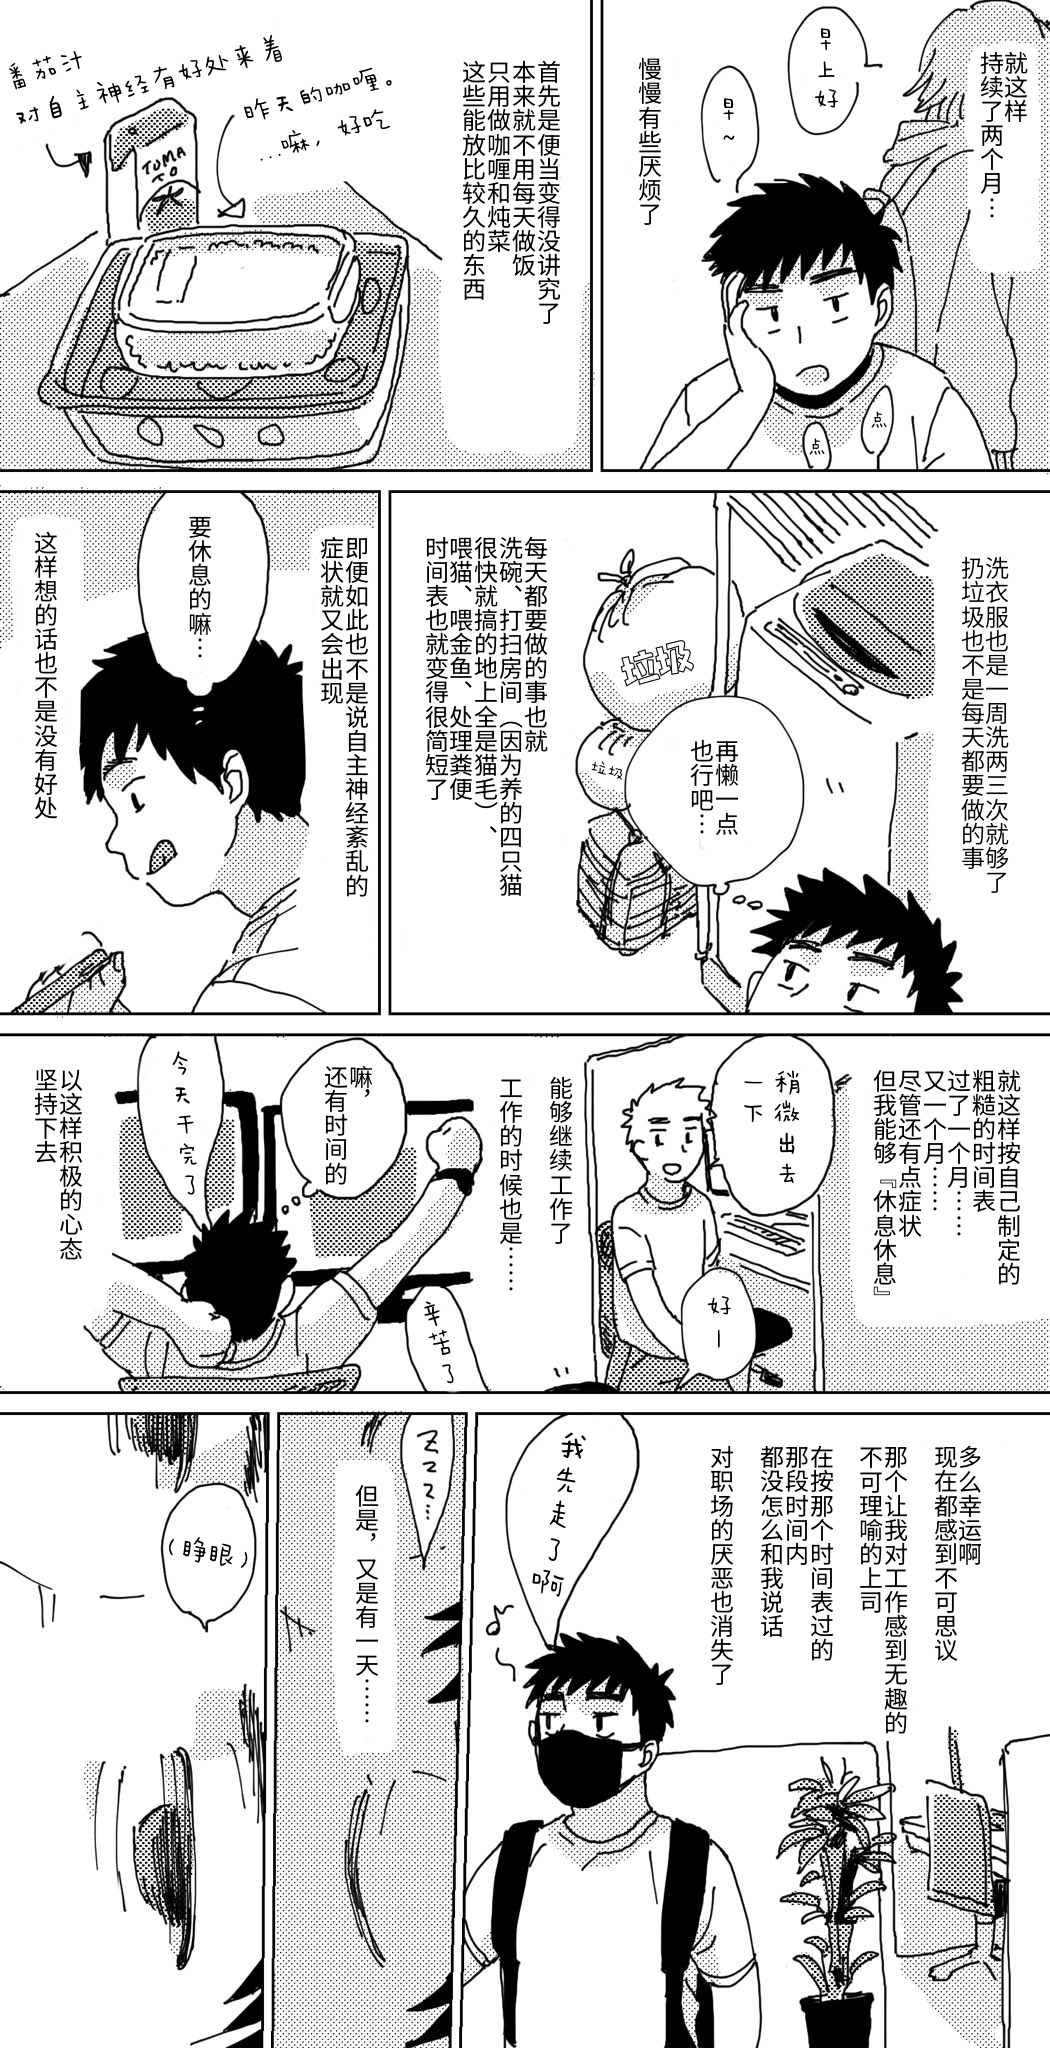 就这样
持续了两个月…
早上好
早~
慢慢有些厌烦了
点
点
首先是便当变得没讲究了
本来就不用每天做饭
只用做咖喱和炖菜
这些能放比较久的东西
番茄汁
对自主神经有好处来着
昨天的咖喱。
…嘛，好吃
TOMA
TO
洗衣服也是一周洗两三次就够了
扔垃圾也不是每天都要做的事
垃圾
垃圾
再懒一点
也行吧…
每天都要做的事也就
洗碗、打扫房间（因为养的四只猫
很快就搞的地上全是猫毛）、
喂猫、喂金鱼、处理粪便
时间表也就变得很简短了
即便如此也不是说自主神经紊乱的
症状就又会出现
要休息的嘛…
这样想的话也不是没有好处
就这样按自己制定的
粗糙的时间表
过了一个月……
又一个月……
尽管还有点症状
但我能够『休息休息』
稍微出去
一下
好ー
能够继续工作了
工作的时候也是……
嘛，
还有时间的
今天干完了
辛苦了
以这样积极的心态
坚持下去
多么幸运啊
现在都感到不可思议
那个让我对工作感到无趣的
不可理喻的上司
在按那个时间表过的
那段时间内
都没怎么和我说话
对职场的厌恶也消失了
我先走了啊
ZZZ…
但是，又是有一天……
（睁眼）